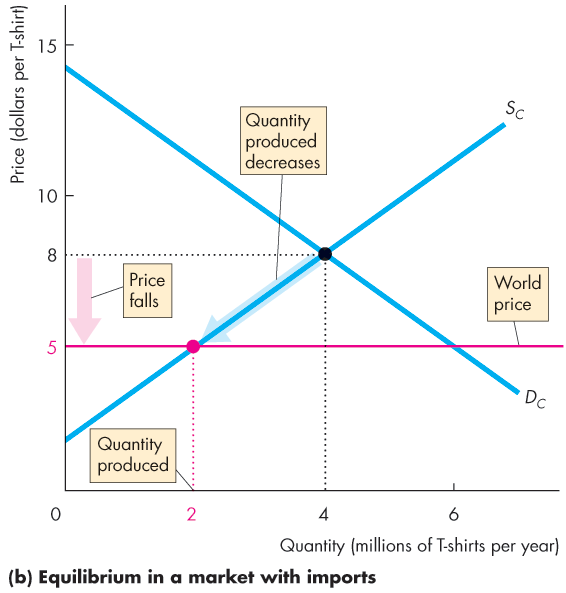 Price (dollars per T-shirt)
15
10
8
5
0
2
4
6
Quantity
produced
decreases
S_C
Price
falls
World
price
D_C
Quantity
produced
Quantity (millions of T-shirts per year)
(b) Equilibrium in a market with imports